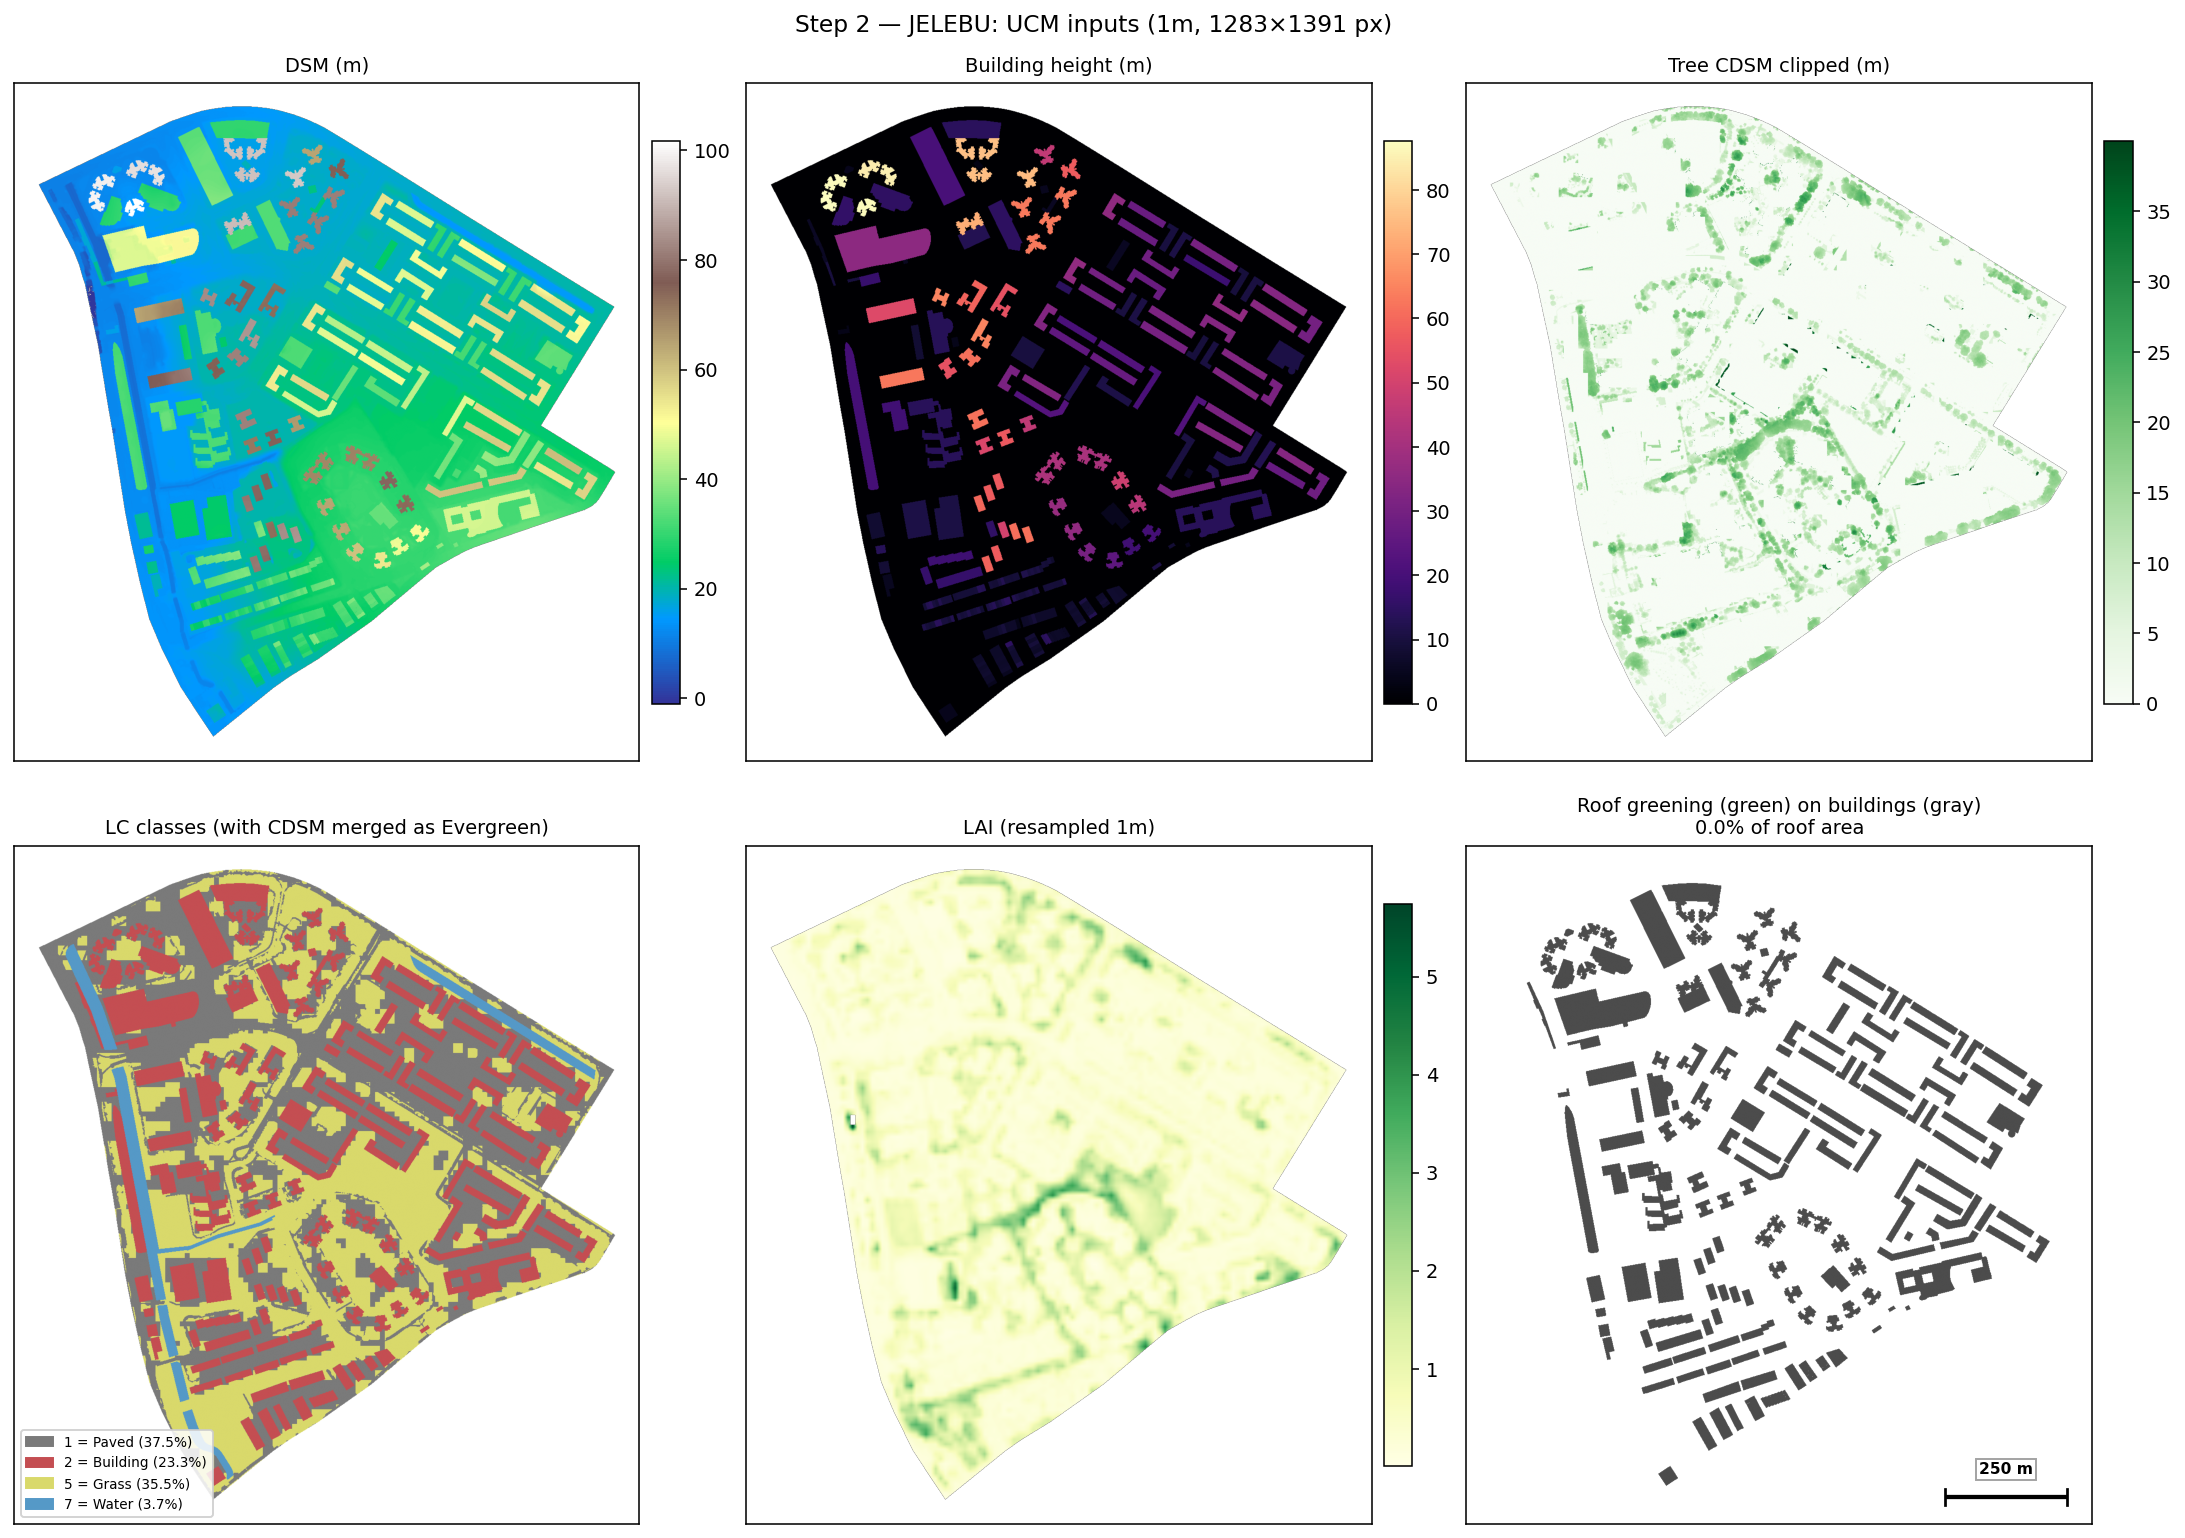 Step 2 — JELEBU: UCM inputs (1m, 1283×1391 px)
DSM (m)
100
80
60
40
20
0
Building height (m)
80
70
60
50
40
30
20
10
0
Tree CDSM clipped (m)
35
30
25
20
15
10
5
0
LC classes (with CDSM merged as Evergreen)
1 = Paved (37.5%)
2 = Building (23.3%)
5 = Grass (35.5%)
7 = Water (3.7%)
LAI (resampled 1m)
5
4
3
2
1
Roof greening (green) on buildings (gray)
0.0% of roof area
250 m